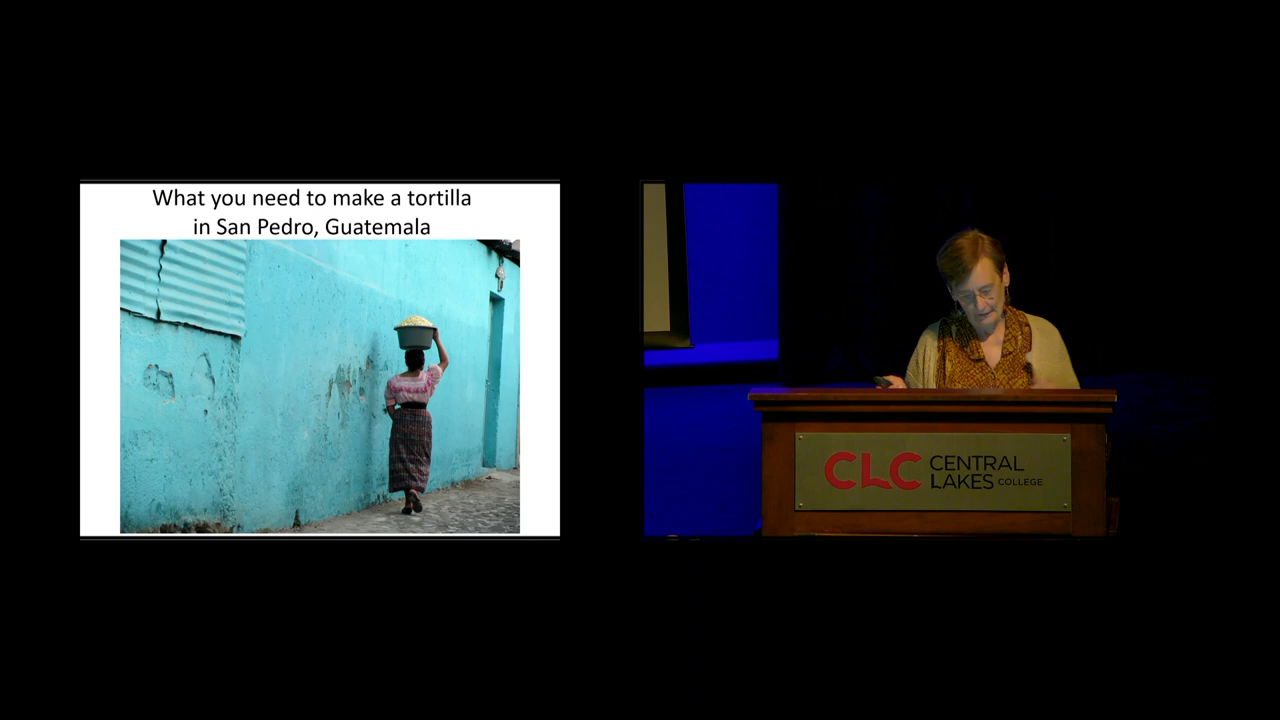 What you need to make a tortilla
in San Pedro, Guatemala
CLC CENTRAL
LAKES COLLEGE